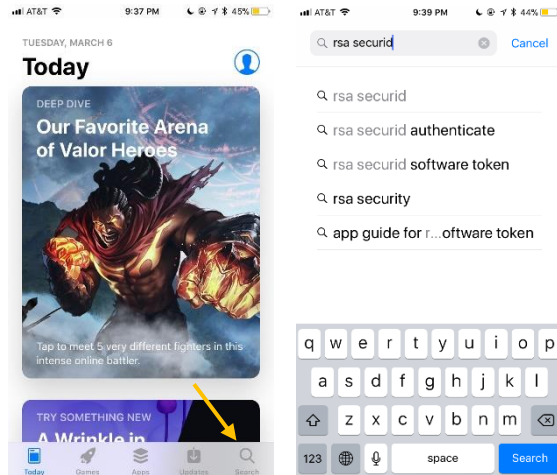 AT&T 9:37 PM 45%
TUESDAY, MARCH 6
Today
DEEP DIVE
Our Favorite Arena
of Valor Heroes
Tap to meet 5 very different fighters in this
intense online battler.
TRY SOMETHING NEW
A Wrinkle in
Today Games Apps Updates Search
AT&T 9:39 PM 44%
rsa securid Cancel
rsa securid
rsa securid authenticate
rsa securid software token
rsa security
app guide for r...oftware token
q w e r t y u i o p
a s d f g h j k l
z x c v b n m
123 space Search